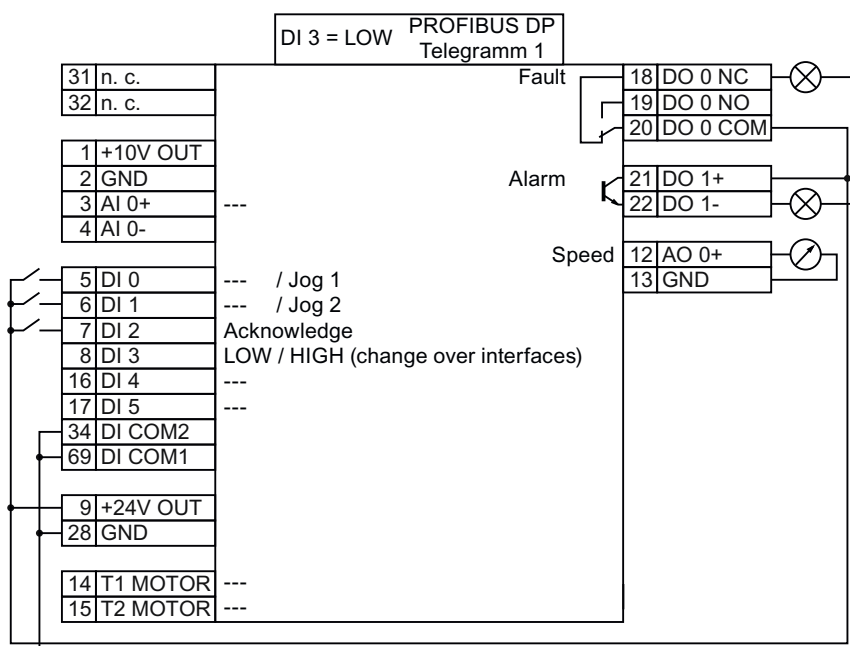 DI 3 = LOW PROFIBUS DP
Telegramm 1
31 n. c.
32 n. c.
1 +10V OUT
2 GND
3 AI 0+ ---
4 AI 0-
5 DI 0 --- / Jog 1
6 DI 1 --- / Jog 2
7 DI 2 Acknowledge
8 DI 3 LOW / HIGH (change over interfaces)
16 DI 4 ---
17 DI 5 ---
34 DI COM2
69 DI COM1
9 +24V OUT
28 GND
14 T1 MOTOR ---
15 T2 MOTOR ---
Fault 18 DO 0 NC
19 DO 0 NO
20 DO 0 COM
Alarm 21 DO 1+
22 DO 1-
Speed 12 AO 0+
13 GND